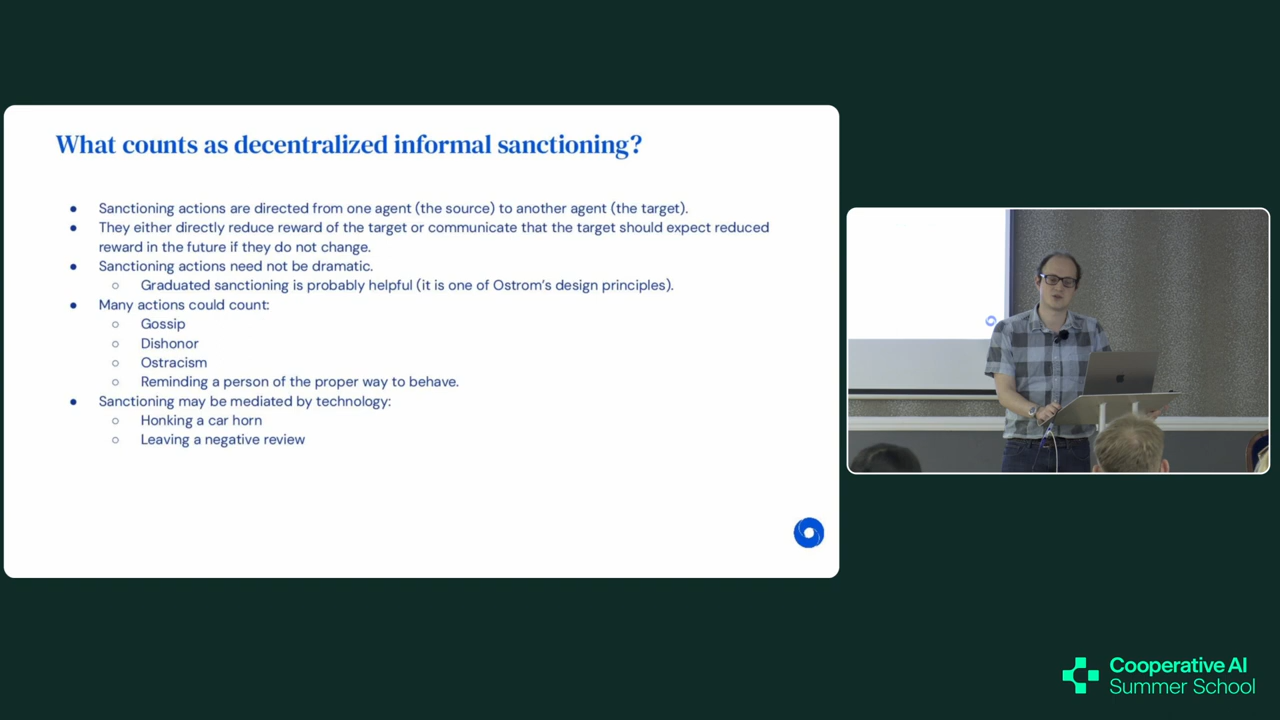 What counts as decentralized informal sanctioning?
● Sanctioning actions are directed from one agent (the source) to another agent (the target).
● They either directly reduce reward of the target or communicate that the target should expect reduced
reward in the future if they do not change.
● Sanctioning actions need not be dramatic.
○ Graduated sanctioning is probably helpful (it is one of Ostrom's design principles).
● Many actions could count:
○ Gossip
○ Dishonor
○ Ostracism
○ Reminding a person of the proper way to behave.
● Sanctioning may be mediated by technology:
○ Honking a car horn
○ Leaving a negative review
Cooperative AI
Summer School